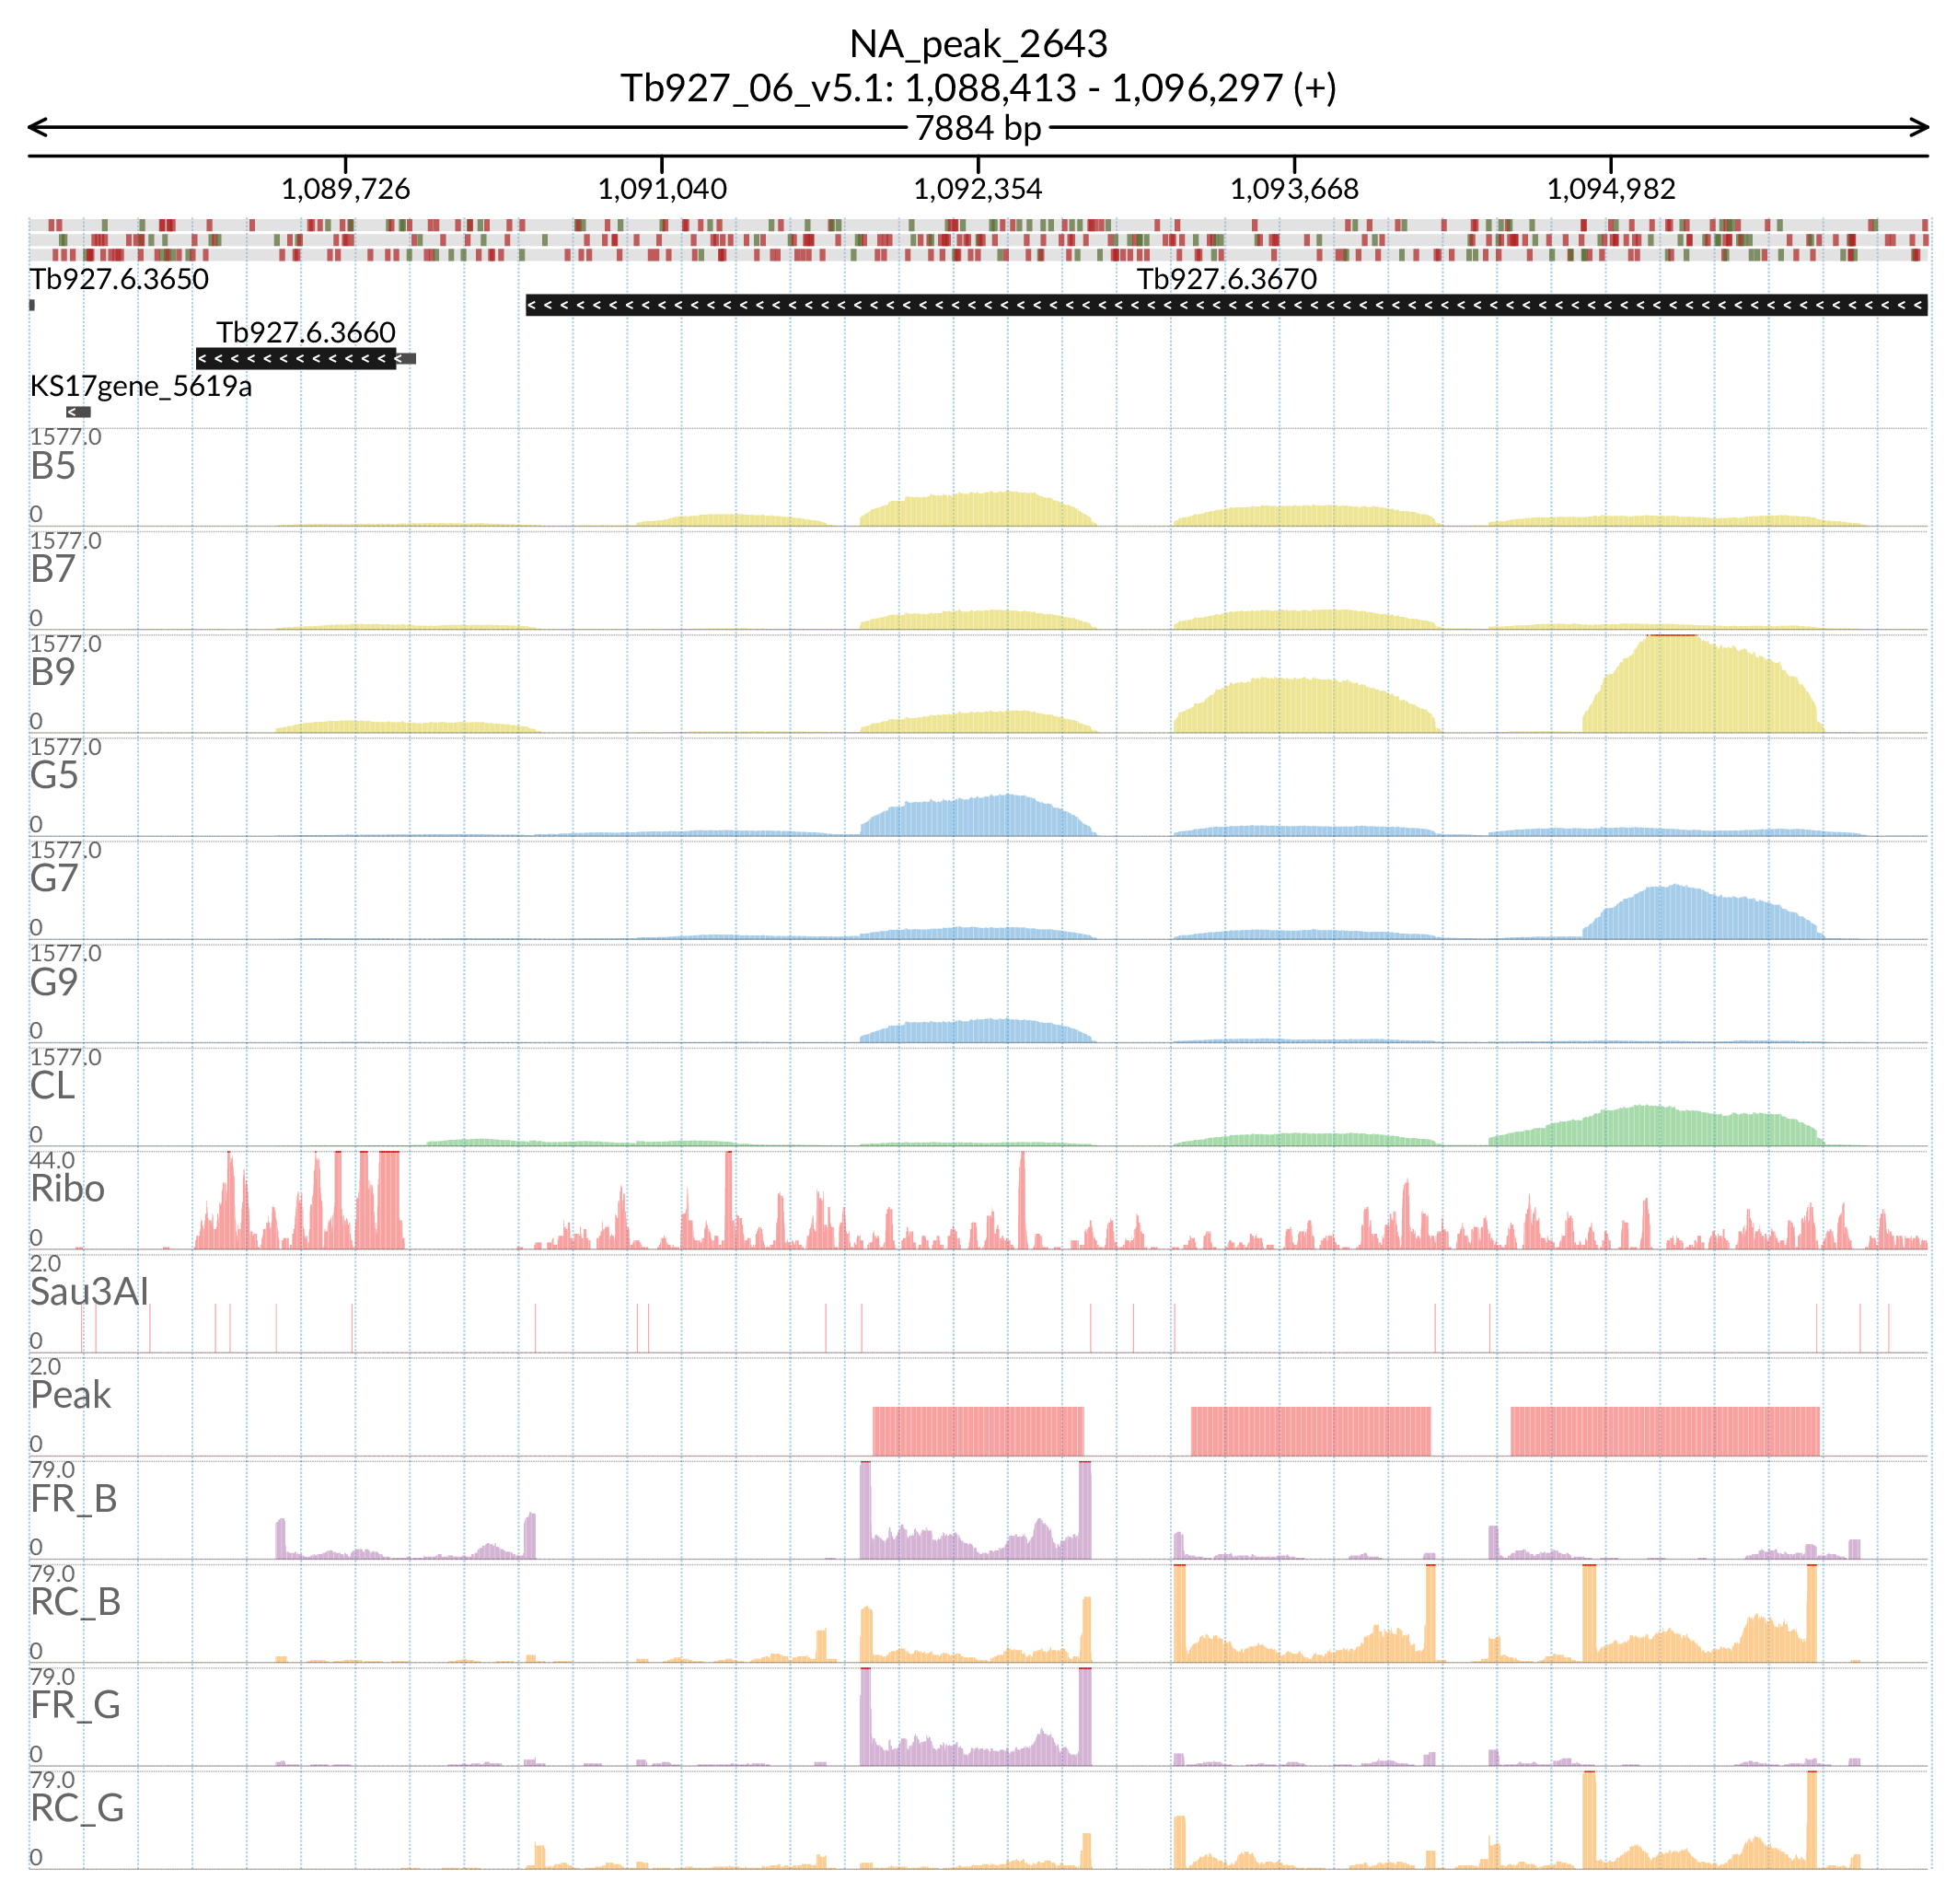 NA_peak_2643
Tb927_06_v5.1: 1,088,413 - 1,096,297 (+)
7884 bp
1,089,726 1,091,040 1,092,354 1,093,668 1,094,982
Tb927.6.3650 Tb927.6.3670
Tb927.6.3660
KS17gene_5619a
1577.0
B5
0
1577.0
B7
0
1577.0
B9
0
1577.0
G5
0
1577.0
G7
0
1577.0
G9
0
1577.0
CL
0
44.0
Ribo
0
2.0
Sau3AI
0
2.0
Peak
0
79.0
FR_B
0
79.0
RC_B
0
79.0
FR_G
0
79.0
RC_G
0